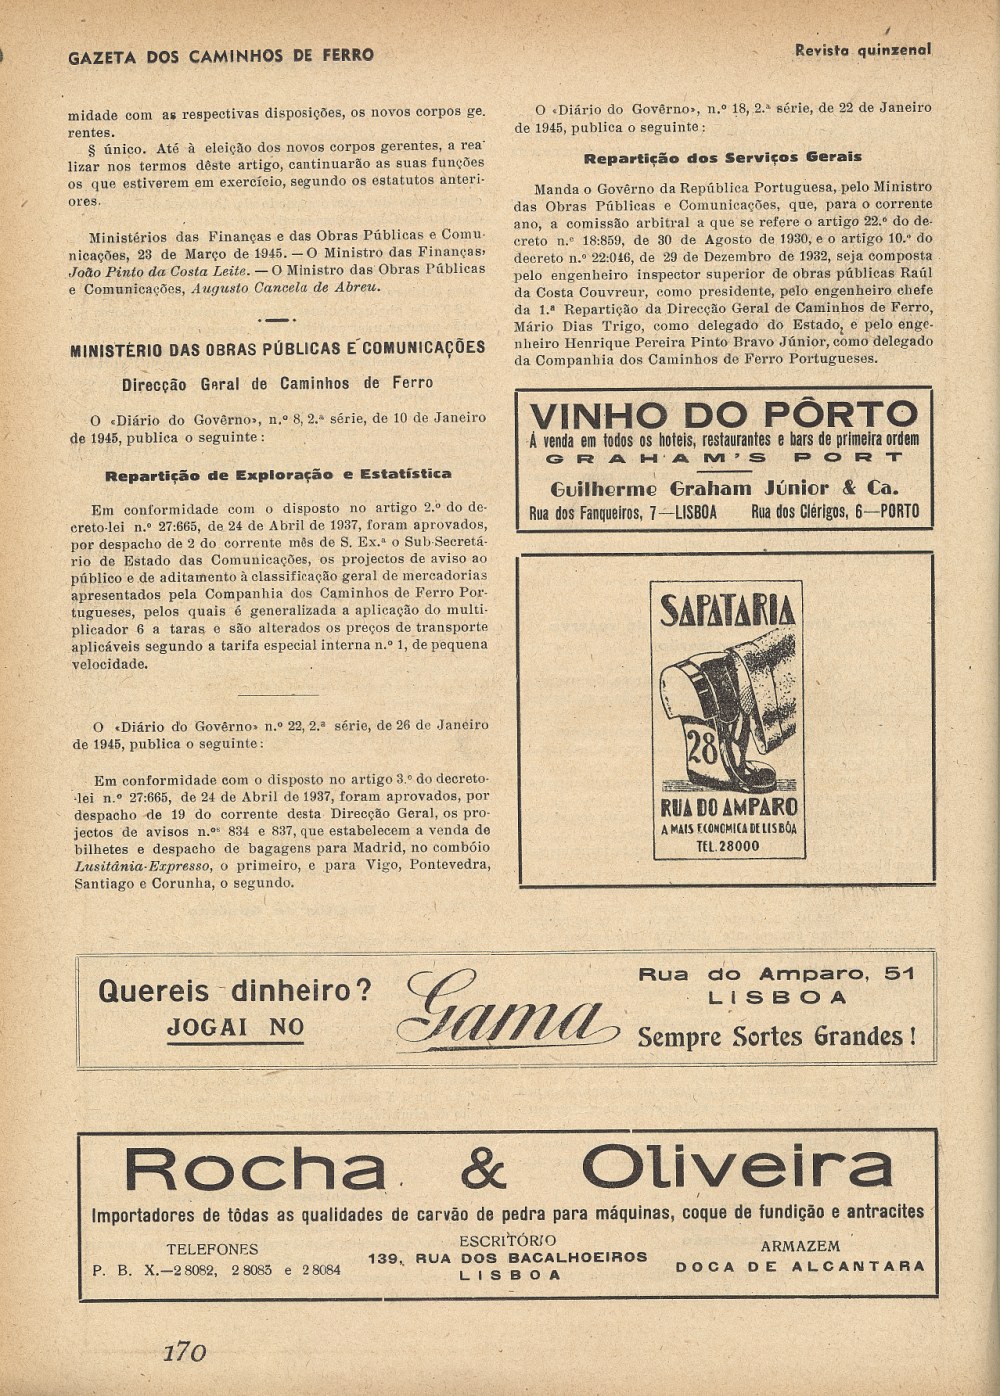 GAZETA DOS CAMINHOS DE FERRO
Revista quinzenal
midade com as respectivas disposições, os novos corpos ge.
rentes.
§ único. Até à eleição dos novos corpos gerentes, a rea
lizar nos termos dêste artigo, cantinuarão as suas funções
os que estiverem em exercício, segundo os estatutos anteri-
ores.
Ministérios das Finanças e das Obras Públicas e Comu-
nicações, 23 de Março de 1945. — O Ministro das Finanças,
João Pinto da Costa Leite. — O Ministro das Obras Públicas
e Comunicações, Augusto Cancela de Abreu.
MINISTÉRIO DAS OBRAS PÚBLICAS E COMUNICAÇÕES
Direcção Geral de Caminhos de Ferro
O «Diário do Govêrno», n.º 8, 2.ª série, de 10 de Janeiro
de 1945, publica o seguinte:
Repartição de Exploração e Estatística
Em conformidade com o disposto no artigo 2.º do de-
creto-lei n.º 27:665, de 24 de Abril de 1937, foram aprovados,
por despacho de 2 do corrente mês de S. Ex.ª o Sub-Secretá-
rio de Estado das Comunicações, os projectos de aviso ao
público e de aditamento à classificação geral de mercadorias
apresentados pela Companhia dos Caminhos de Ferro Por-
tugueses, pelos quais é generalizada a aplicação do multi-
plicador 6 a taras e são alterados os preços de transporte
aplicáveis segundo a tarifa especial interna n.º 1, de pequena
velocidade.
O «Diário do Govêrno» n.º 22, 2.ª série, de 26 de Janeiro
de 1945, publica o seguinte:
Em conformidade com o disposto no artigo 3.º do decreto-
-lei n.º 27:665, de 24 de Abril de 1937, foram aprovados, por
despacho de 19 do corrente desta Direcção Geral, os pro-
jectos de avisos n.ºs 834 e 837, que estabelecem a venda de
bilhetes e despacho de bagagens para Madrid, no combóio
Lusitânia-Expresso, o primeiro, e para Vigo, Pontevedra,
Santiago e Corunha, o segundo.
O «Diário do Govêrno», n.º 18, 2.ª série, de 22 de Janeiro
de 1945, publica o seguinte:
Repartição dos Serviços Gerais
Manda o Govêrno da República Portuguesa, pelo Ministro
das Obras Públicas e Comunicações, que, para o corrente
ano, a comissão arbitral a que se refere o artigo 22.º do de-
creto n.º 18:859, de 30 de Agosto de 1930, e o artigo 10.º do
decreto n.º 22:046, de 29 de Dezembro de 1932, seja composta
pelo engenheiro inspector superior de obras públicas Raúl
da Costa Couvreur, como presidente, pelo engenheiro chefe
da 1.ª Repartição da Direcção Geral de Caminhos de Ferro,
Mário Dias Trigo, como delegado do Estado, e pelo enge-
nheiro Henrique Pereira Pinto Bravo Júnior, como delegado
da Companhia dos Caminhos de Ferro Portugueses.
VINHO DO PÔRTO
Á venda em todos os hoteis, restaurantes e bars de primeira ordem
GRAHAM'S PORT
Guilherme Graham Júnior & Ca.
Rua dos Fanqueiros, 7—LISBOA Rua dos Clérigos, 6—PORTO
SAPATARIA
28
RUA DO AMPARO
A MAIS ECONOMICA DE LISBÔA
TEL. 28000
Quereis dinheiro?
JOGAI NO
Gama
Rua do Amparo, 51
LISBOA
Sempre Sortes Grandes!
Rocha & Oliveira
Importadores de tôdas as qualidades de carvão de pedra para máquinas, coque de fundição e antracites
TELEFONES
P. B. X.—2 8082, 2 8083 e 2 8084
ESCRITÓRIO
139, RUA DOS BACALHOEIROS
LISBOA
ARMAZEM
DOCA DE ALCANTARA
170